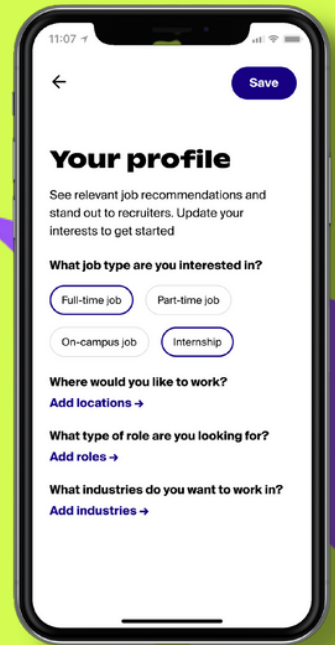 11:07
Save
Your profile
See relevant job recommendations and
stand out to recruiters. Update your
interests to get started
What job type are you interested in?
Full-time job
Part-time job
On-campus job
Internship
Where would you like to work?
Add locations →
What type of role are you looking for?
Add roles →
What industries do you want to work in?
Add industries →